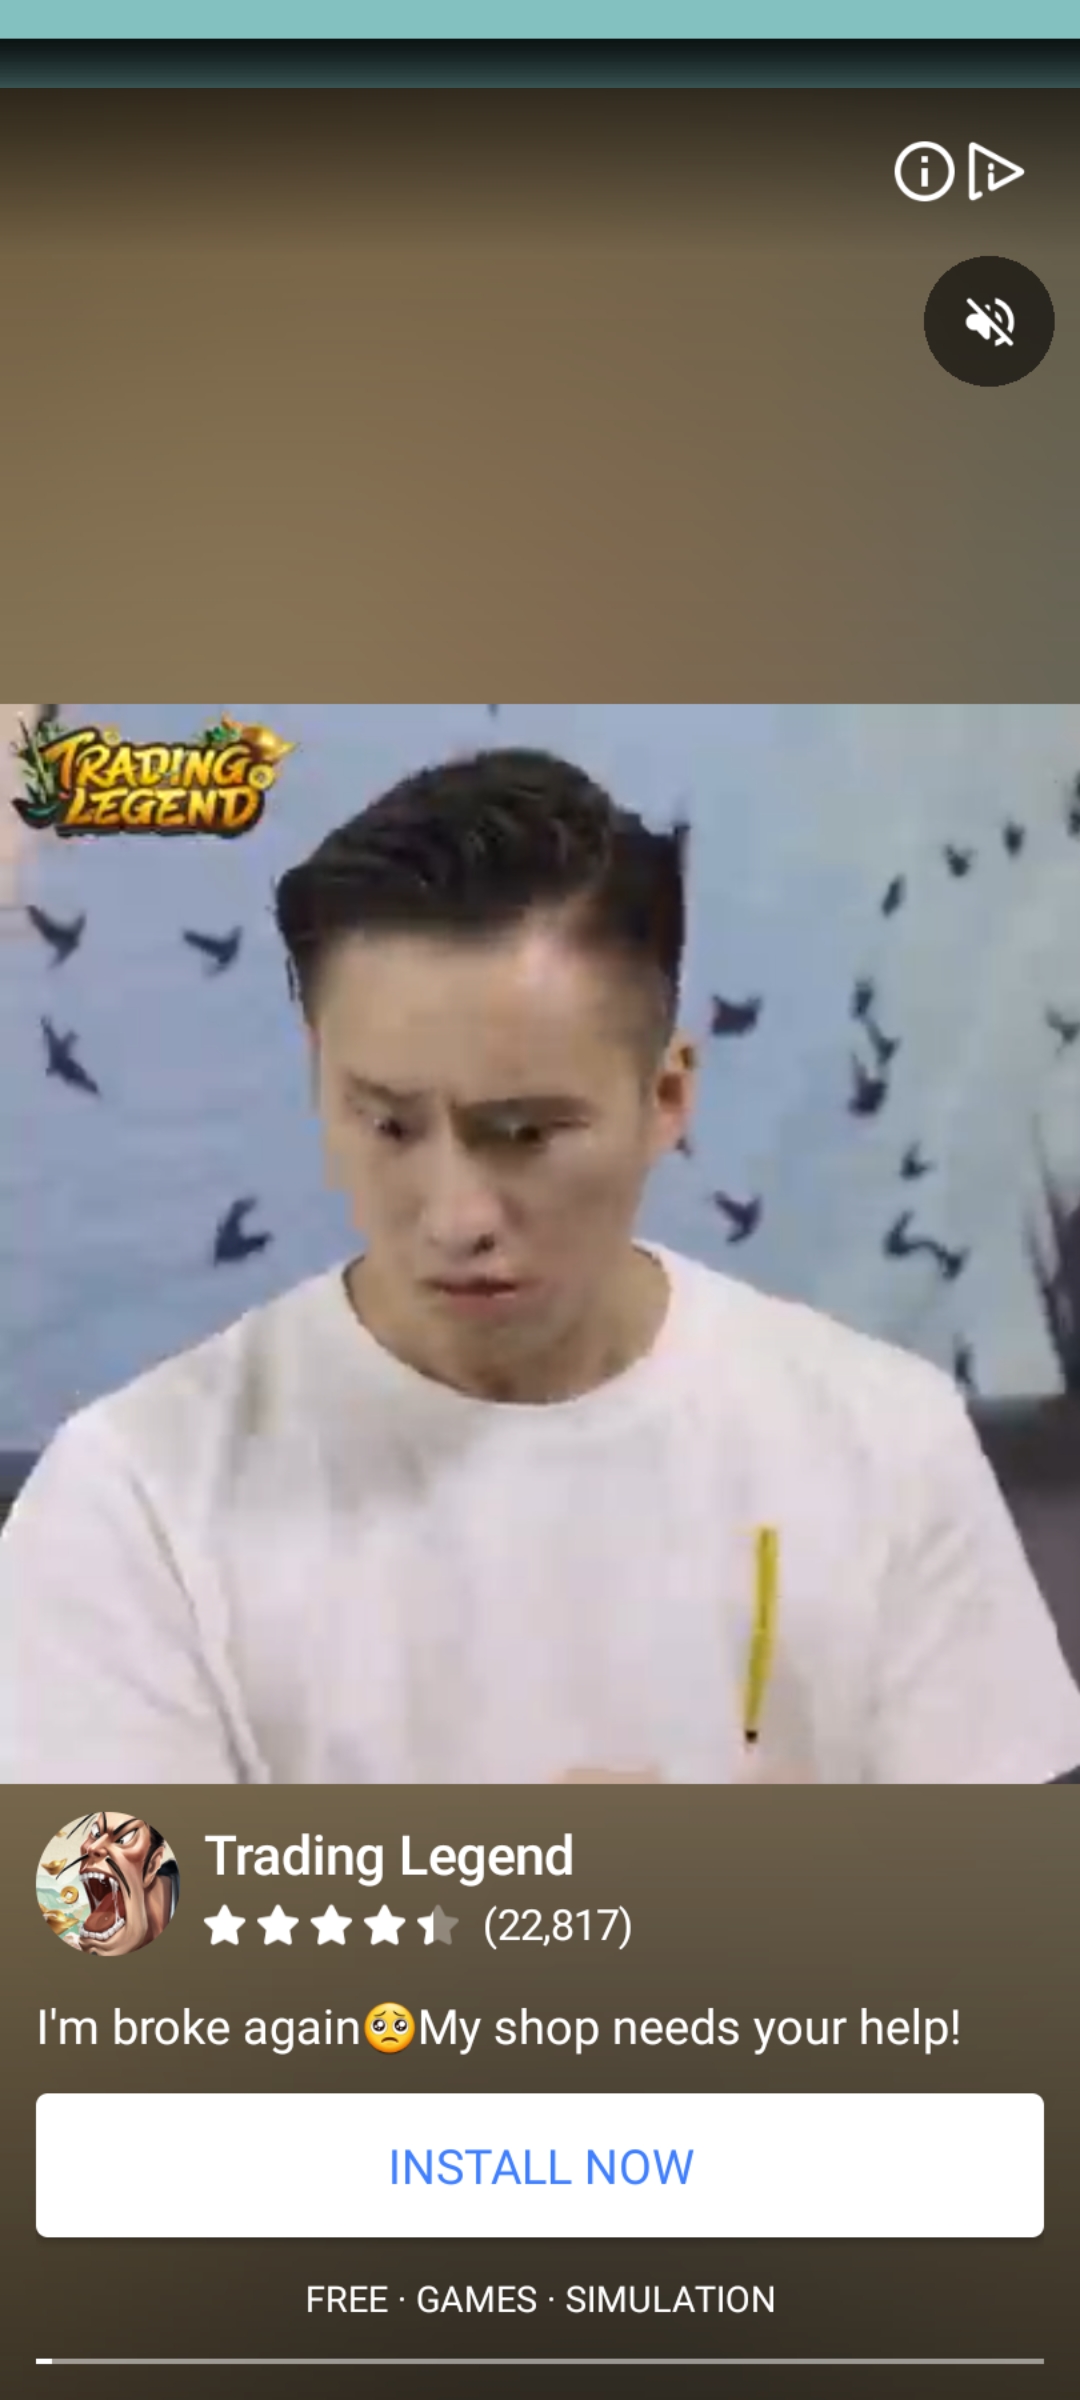 TRADING
LEGEND
Trading Legend
(22,817)
I'm broke again🥺My shop needs your help!
INSTALL NOW
FREE · GAMES · SIMULATION